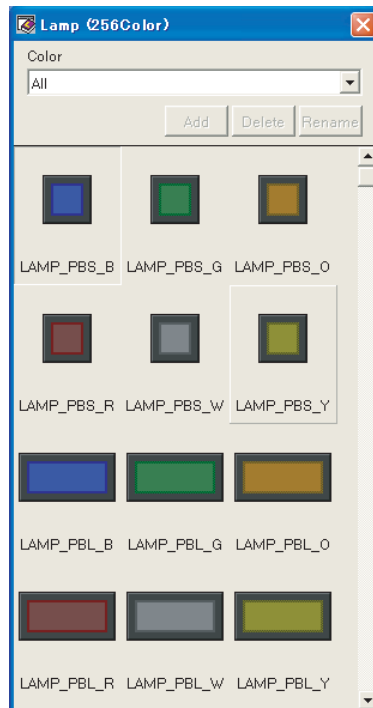 Lamp (256Color)
Color
All
Add Delete Rename
LAMP_PBS_B LAMP_PBS_G LAMP_PBS_O
LAMP_PBS_R LAMP_PBS_W LAMP_PBS_Y
LAMP_PBL_B LAMP_PBL_G LAMP_PBL_O
LAMP_PBL_R LAMP_PBL_W LAMP_PBL_Y